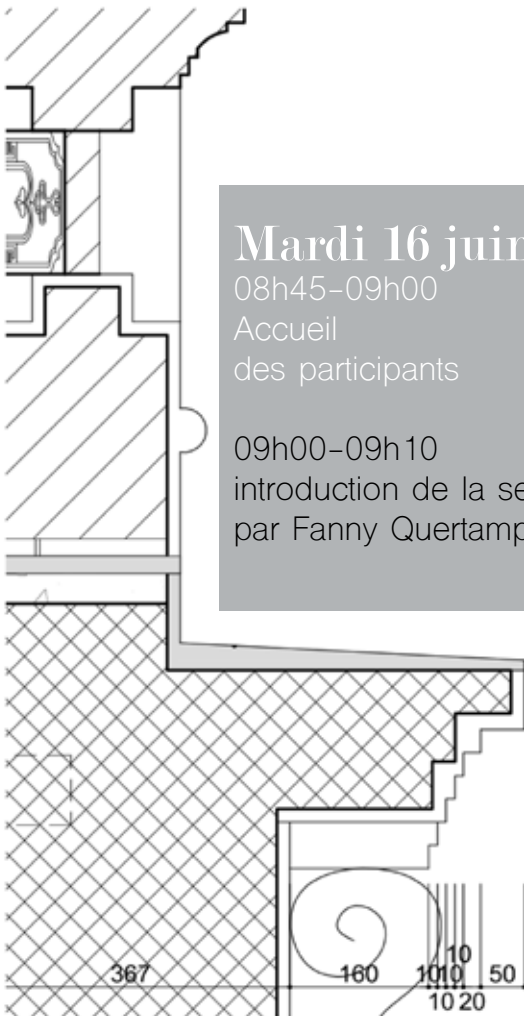 Mardi 16 juin
08h45-09h00
Accueil
des participants
09h00-09h10
introduction de la se
par Fanny Quertamp
10
367 160 10 10 50
10 20